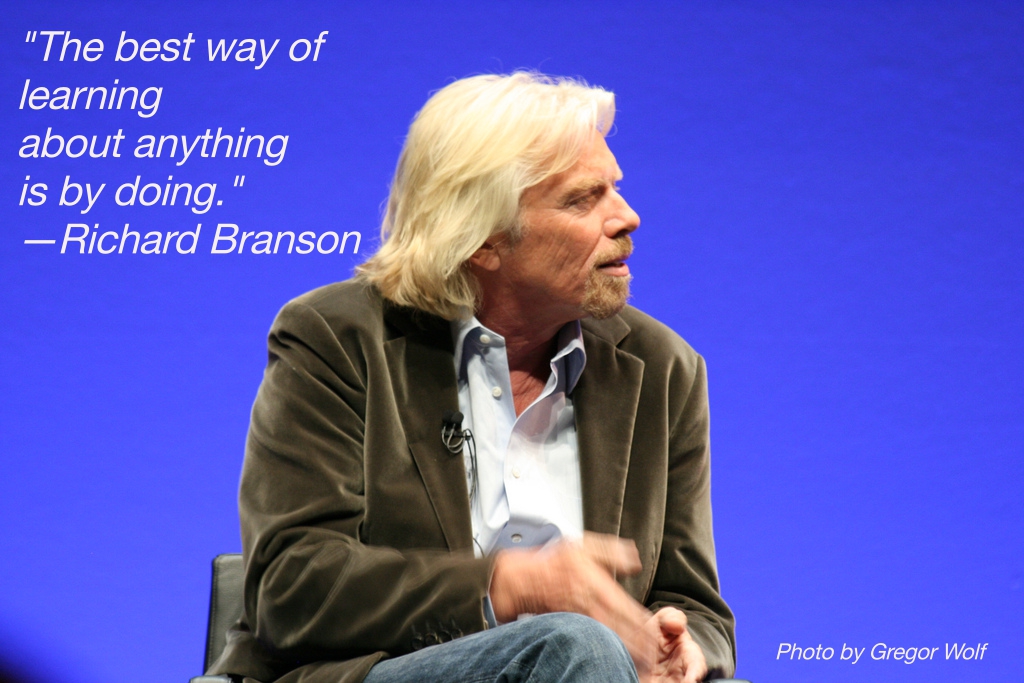 "The best way of
learning
about anything
is by doing."
—Richard Branson
Photo by Gregor Wolf